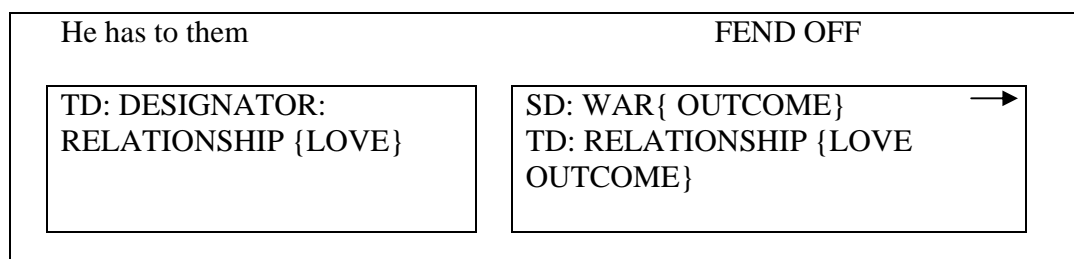 He has to them FEND OFF
TD: DESIGNATOR:
RELATIONSHIP {LOVE}
SD: WAR{ OUTCOME}
TD: RELATIONSHIP {LOVE
OUTCOME}